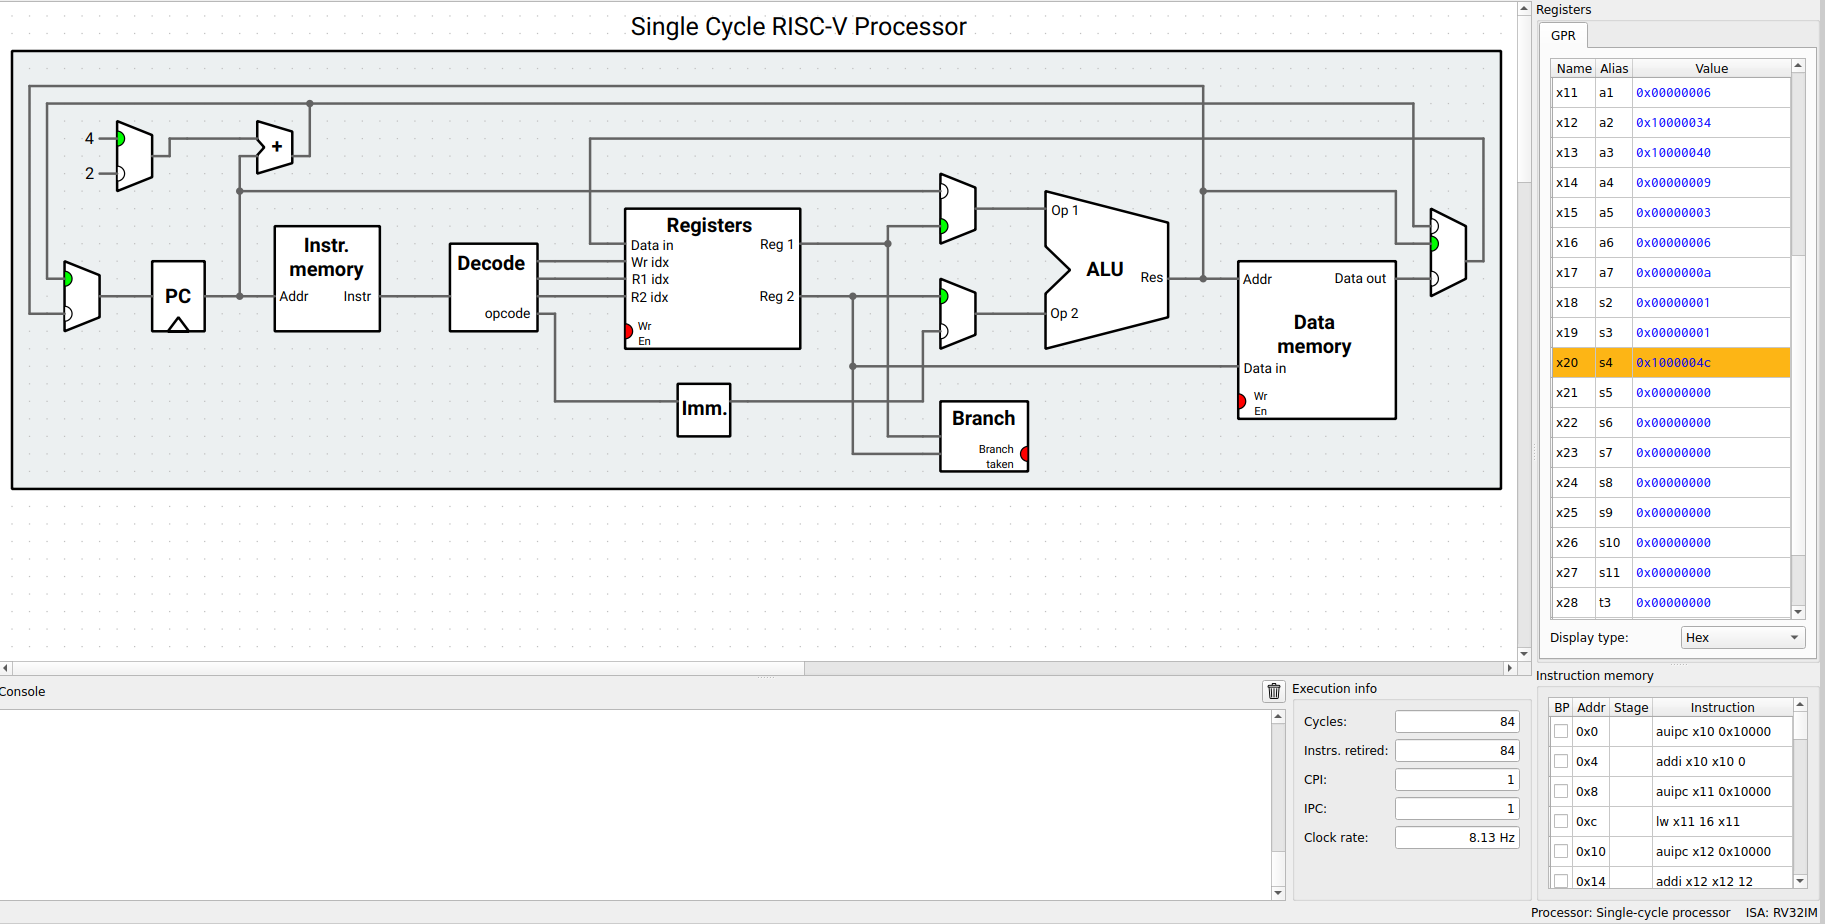 Single Cycle RISC-V Processor
4
2
+
PC
Instr.
memory
Addr
Instr
Decode
opcode
Registers
Data in
Wr idx
R1 idx
R2 idx
Reg 1
Reg 2
Wr
En
Imm.
Op 1
Op 2
ALU
Res
Branch
Branch
taken
Addr
Data out
Data
memory
Data in
Wr
En
Registers
GPR
Name Alias Value
x11 a1 0x00000006
x12 a2 0x10000034
x13 a3 0x10000040
x14 a4 0x00000009
x15 a5 0x00000003
x16 a6 0x00000006
x17 a7 0x0000000a
x18 s2 0x00000001
x19 s3 0x00000001
x20 s4 0x1000004c
x21 s5 0x00000000
x22 s6 0x00000000
x23 s7 0x00000000
x24 s8 0x00000000
x25 s9 0x00000000
x26 s10 0x00000000
x27 s11 0x00000000
x28 t3 0x00000000
Display type: Hex
Console
Execution info
Cycles: 84
Instrs. retired: 84
CPI: 1
IPC: 1
Clock rate: 8.13 Hz
Instruction memory
BP Addr Stage Instruction
0x0 auipc x10 0x10000
0x4 addi x10 x10 0
0x8 auipc x11 0x10000
0xc lw x11 16 x11
0x10 auipc x12 0x10000
0x14 addi x12 x12 12
Processor: Single-cycle processor ISA: RV32IM